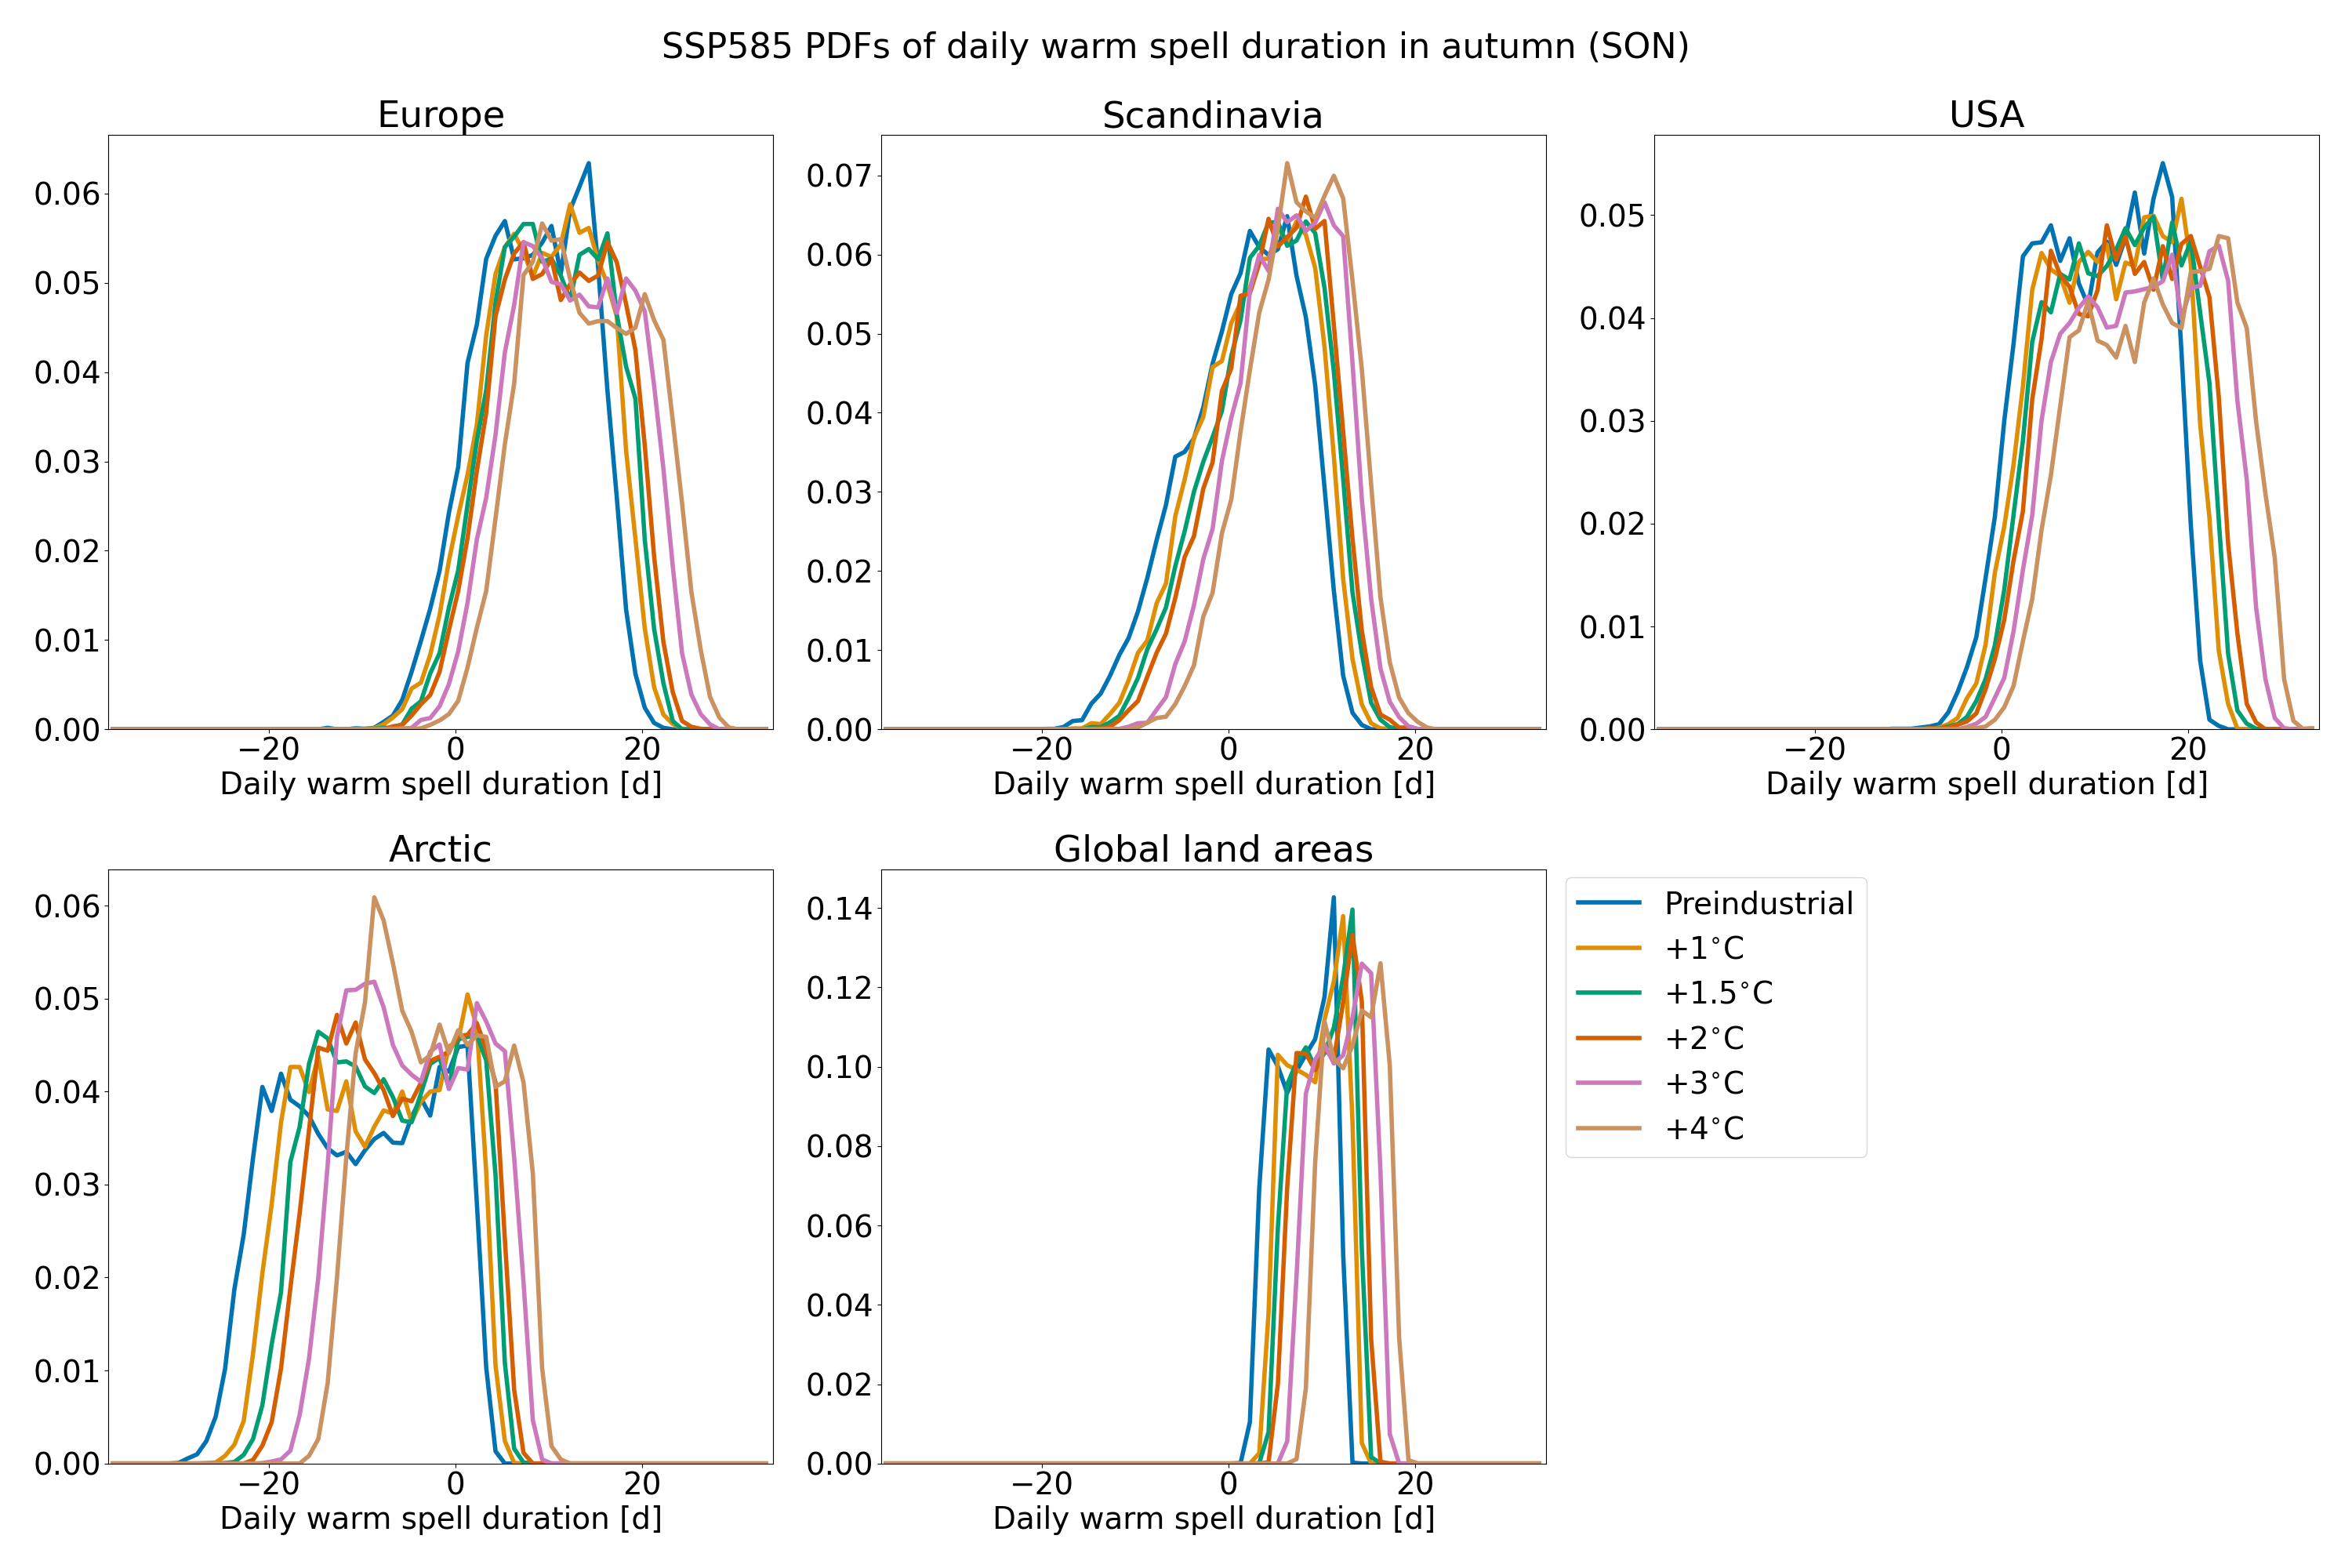 SSP585 PDFs of daily warm spell duration in autumn (SON)
Europe
0.06
0.05
0.04
0.03
0.02
0.01
0.00
−20 0 20
Daily warm spell duration [d]
Scandinavia
0.07
0.06
0.05
0.04
0.03
0.02
0.01
0.00
−20 0 20
Daily warm spell duration [d]
USA
0.05
0.04
0.03
0.02
0.01
0.00
−20 0 20
Daily warm spell duration [d]
Arctic
0.06
0.05
0.04
0.03
0.02
0.01
0.00
−20 0 20
Daily warm spell duration [d]
Global land areas
0.14
0.12
0.10
0.08
0.06
0.04
0.02
0.00
−20 0 20
Daily warm spell duration [d]
Preindustrial
+1°C
+1.5°C
+2°C
+3°C
+4°C